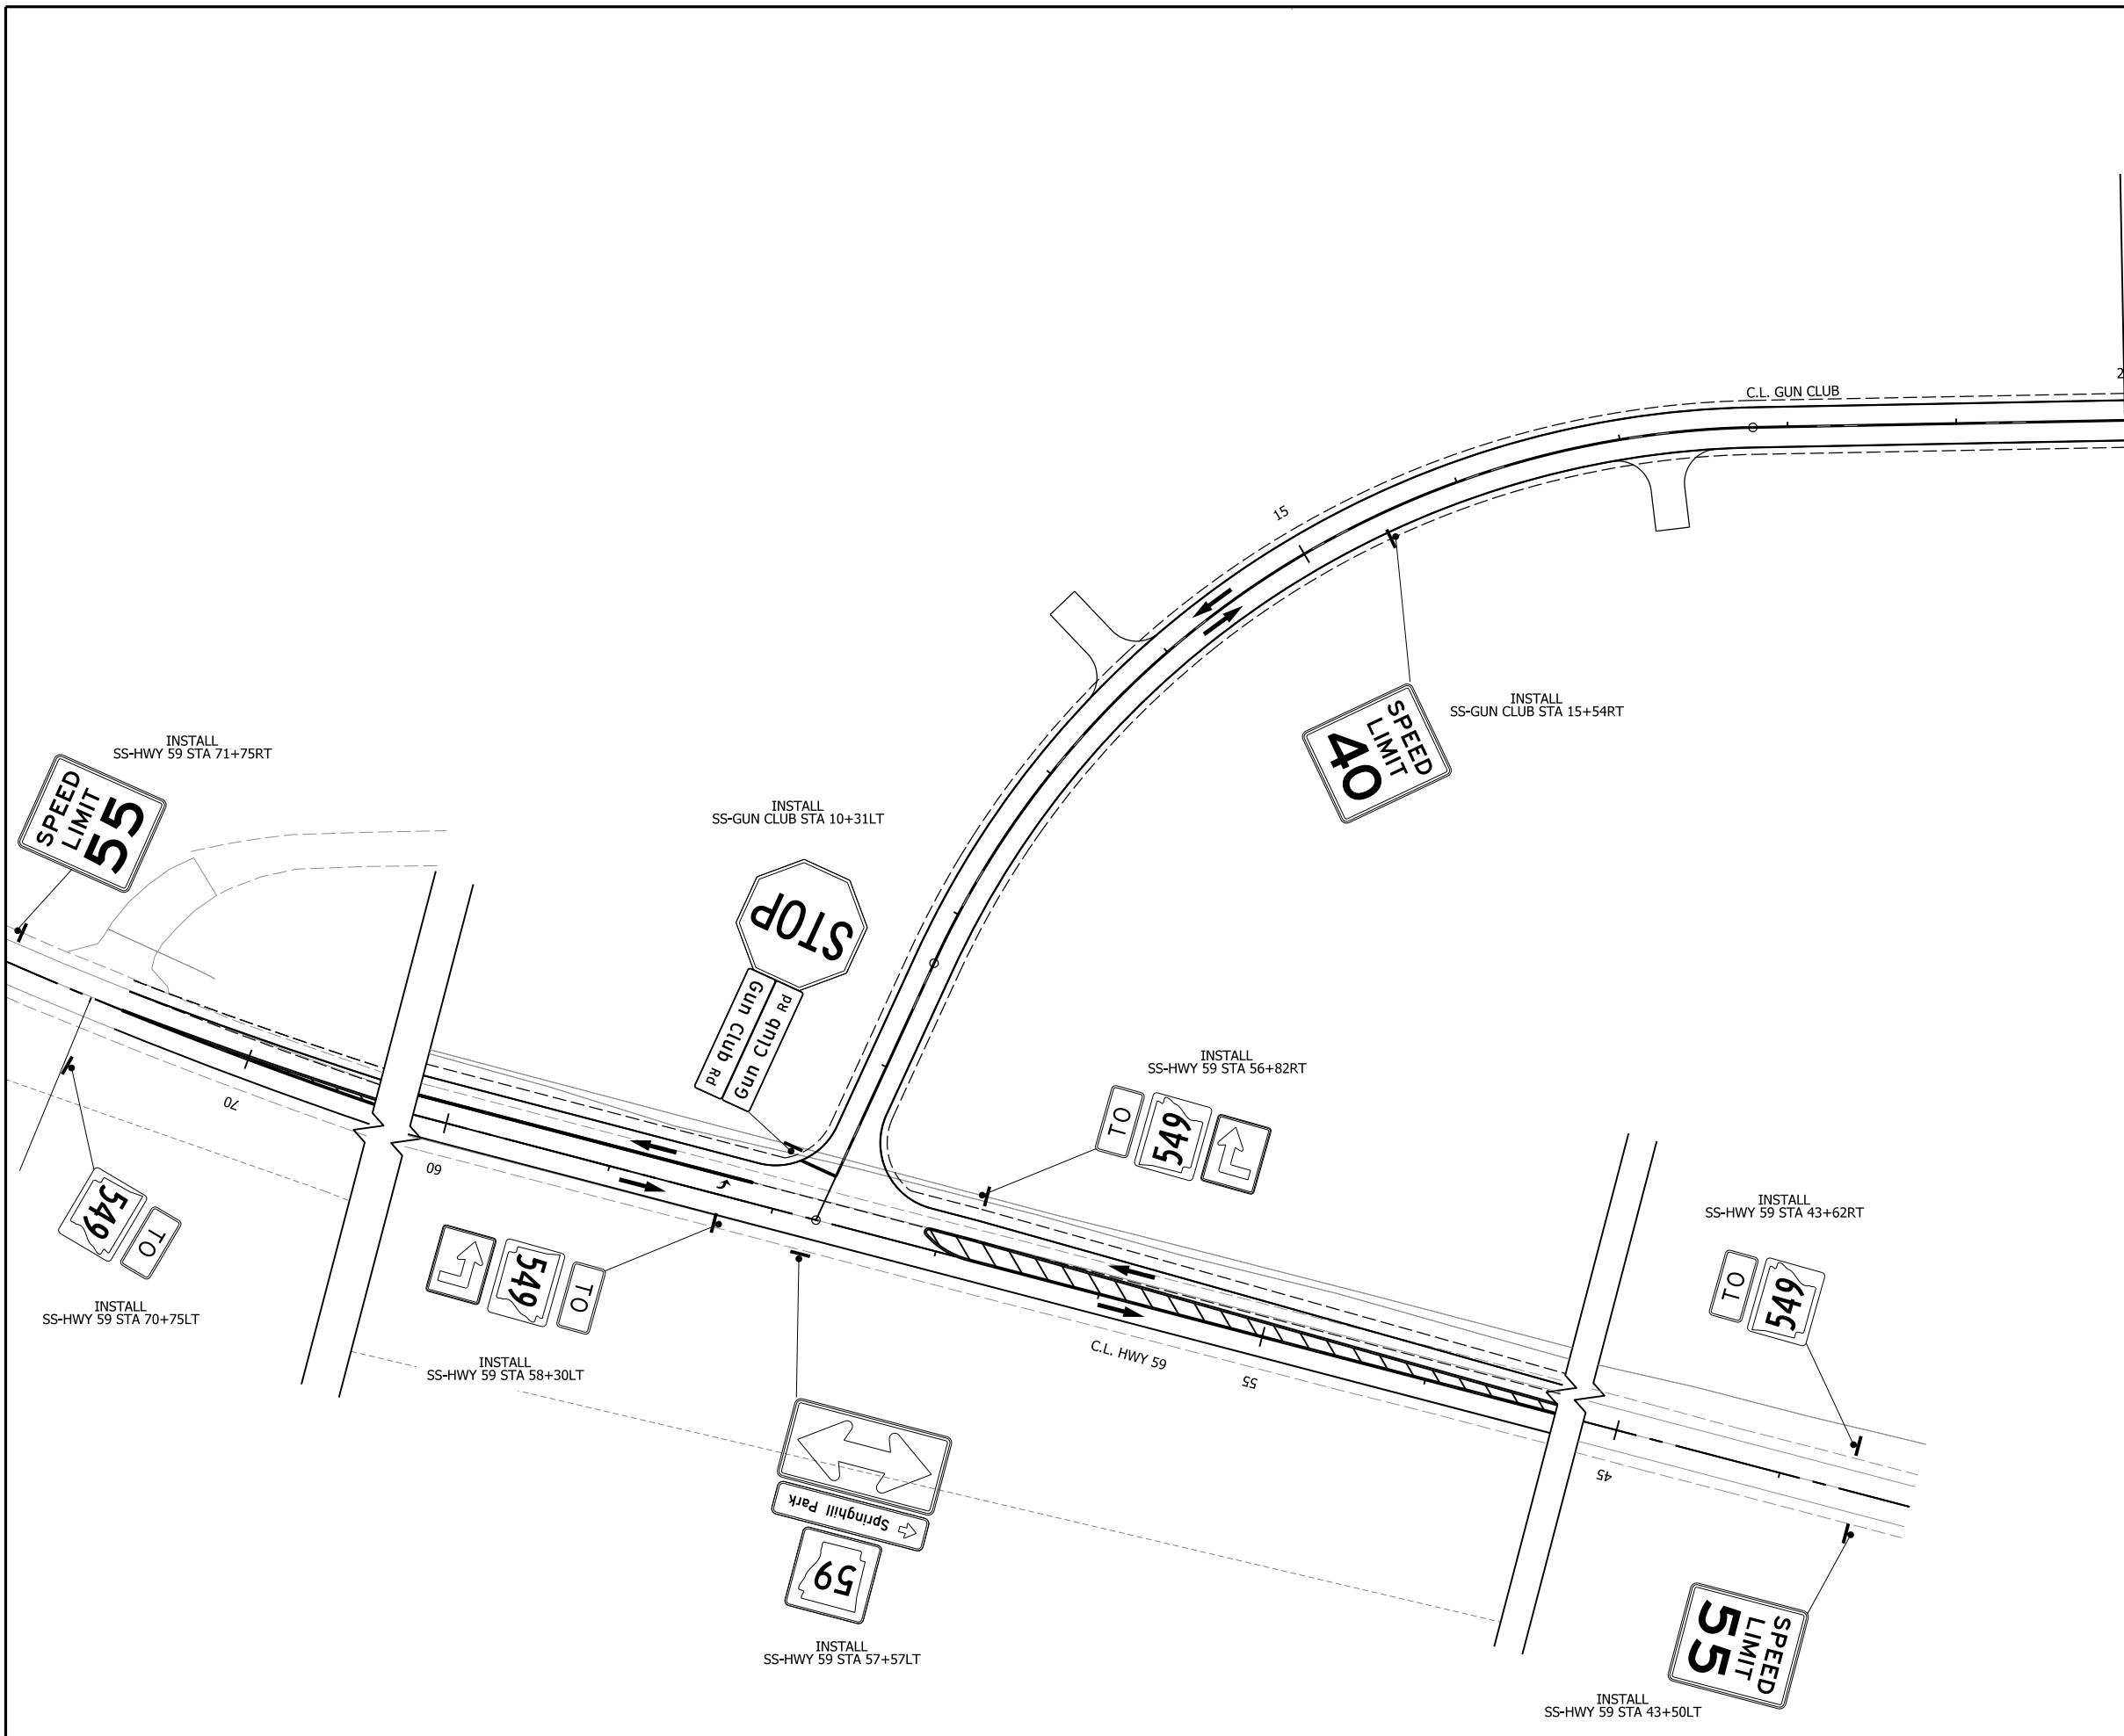 C.L. GUN CLUB
2
15
INSTALL
SS-GUN CLUB STA 15+54RT
SPEED
LIMIT
40
INSTALL
SS-HWY 59 STA 71+75RT
SPEED
LIMIT
55
INSTALL
SS-GUN CLUB STA 10+31LT
STOP
Gun Club Rd
Gun Club Rd
INSTALL
SS-HWY 59 STA 56+82RT
TO
549
70
60
INSTALL
SS-HWY 59 STA 43+62RT
TO
549
549
TO
INSTALL
SS-HWY 59 STA 70+75LT
549
TO
INSTALL
SS-HWY 59 STA 58+30LT
C.L. HWY 59
55
45
Springhill Park
59
INSTALL
SS-HWY 59 STA 57+57LT
SPEED
LIMIT
55
INSTALL
SS-HWY 59 STA 43+50LT